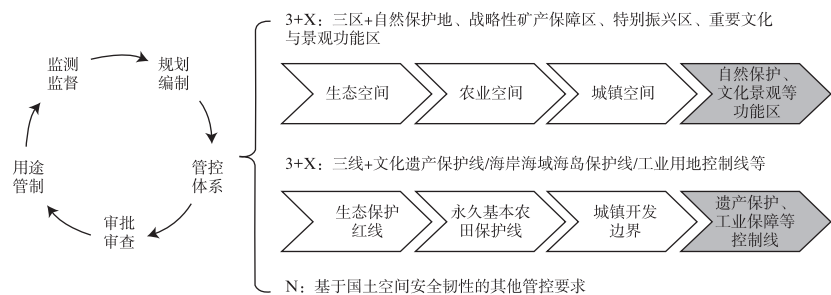 监测
监督
规划
编制
管控
体系
审批
审查
用途
管制
3+X：三区+自然保护地、战略性矿产保障区、特别振兴区、重要文化
与景观功能区
生态空间
农业空间
城镇空间
自然保护、
文化景观等
功能区
3+X：三线+文化遗产保护线/海岸海域海岛保护线/工业用地控制线等
生态保护
红线
永久基本农
田保护线
城镇开发
边界
遗产保护、
工业保障等
控制线
N：基于国土空间安全韧性的其他管控要求